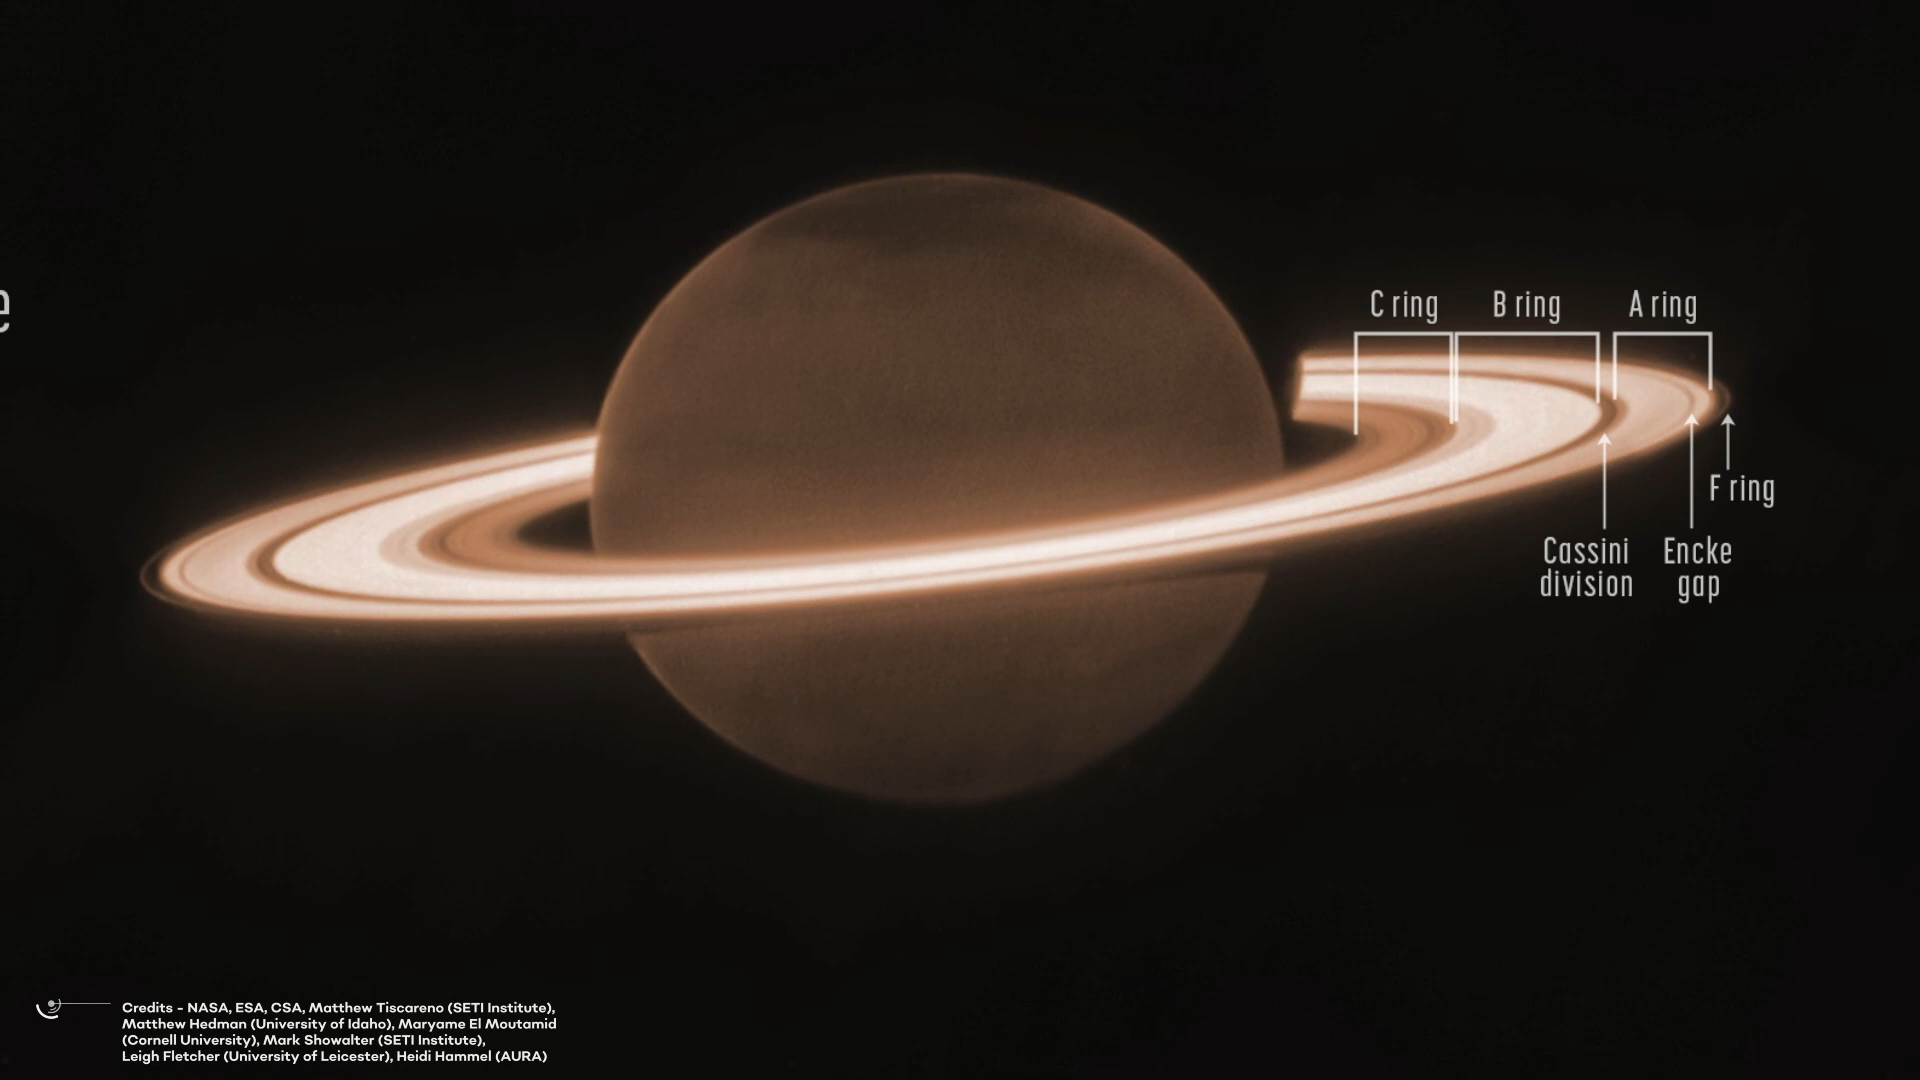 e
C ring
B ring
A ring
F ring
Cassini
division
Encke
gap
Credits - NASA, ESA, CSA, Matthew Tiscareno (SETI Institute),
Matthew Hedman (University of Idaho), Maryame El Moutamid
(Cornell University), Mark Showalter (SETI Institute),
Leigh Fletcher (University of Leicester), Heidi Hammel (AURA)